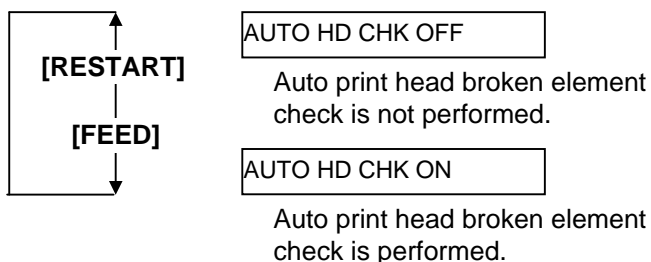 AUTO HD CHK OFF
[RESTART]
Auto print head broken element
check is not performed.
[FEED]
AUTO HD CHK ON
Auto print head broken element
check is performed.